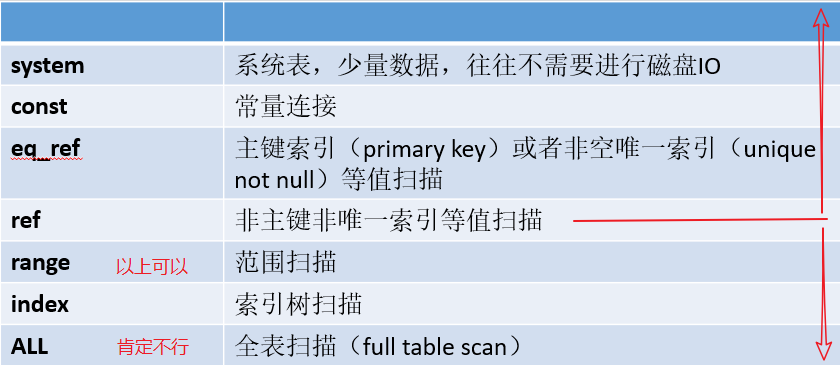 system 系统表，少量数据，往往不需要进行磁盘IO
const 常量连接
eq_ref 主键索引（primary key）或者非空唯一索引（unique
not null）等值扫描
ref 非主键非唯一索引等值扫描
range 以上可以 范围扫描
index 索引树扫描
ALL 肯定不行 全表扫描（full table scan）